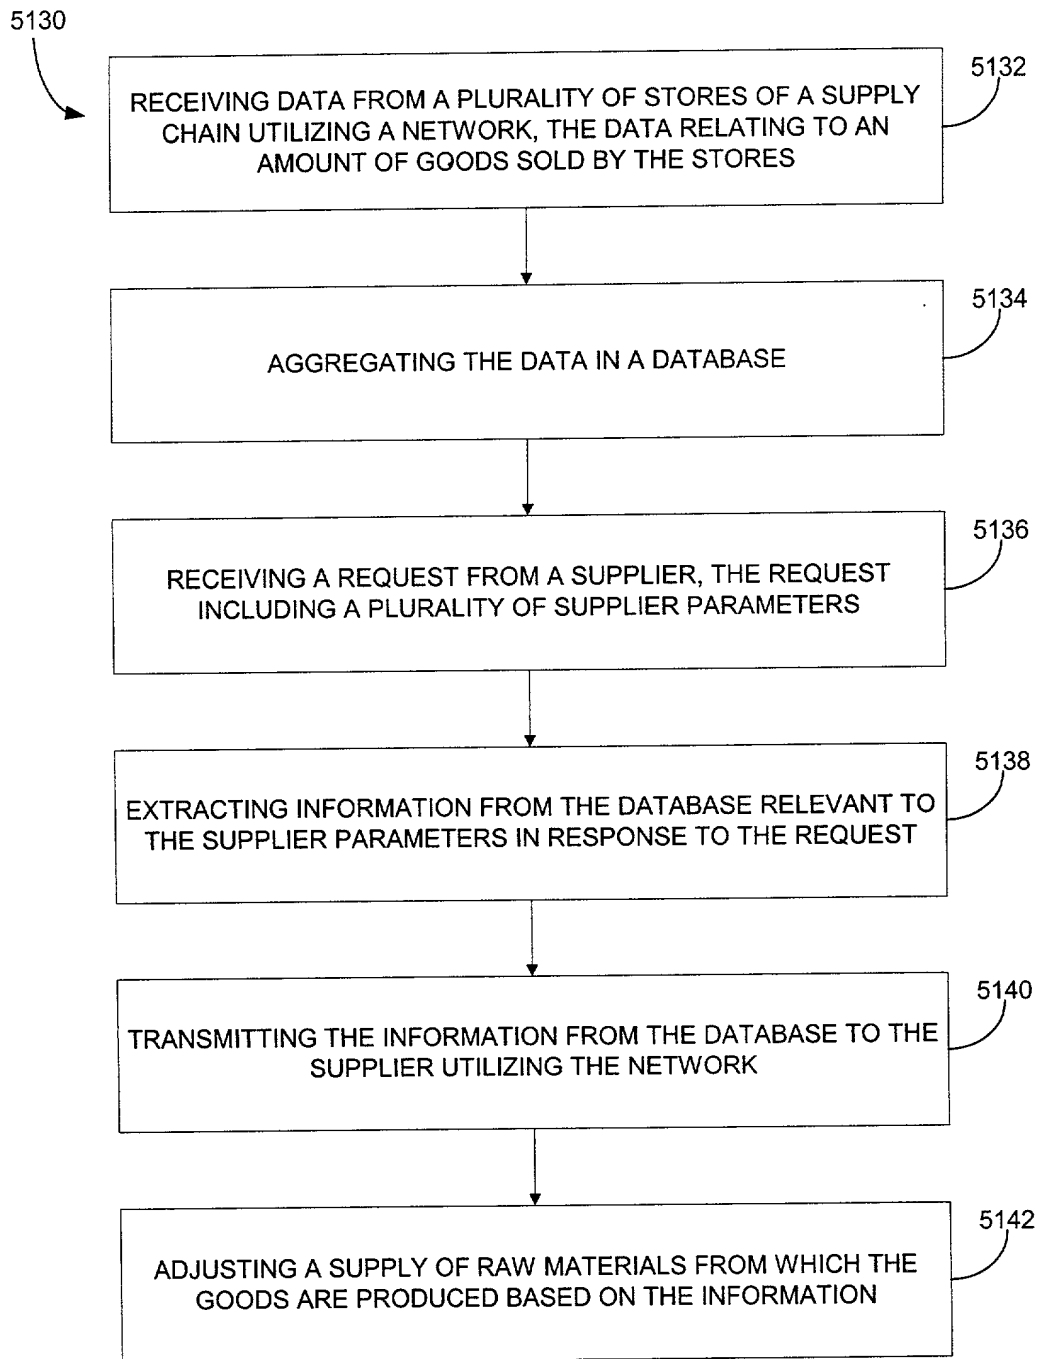 5130
5132
RECEIVING DATA FROM A PLURALITY OF STORES OF A SUPPLY
CHAIN UTILIZING A NETWORK, THE DATA RELATING TO AN
AMOUNT OF GOODS SOLD BY THE STORES
5134
AGGREGATING THE DATA IN A DATABASE
5136
RECEIVING A REQUEST FROM A SUPPLIER, THE REQUEST
INCLUDING A PLURALITY OF SUPPLIER PARAMETERS
5138
EXTRACTING INFORMATION FROM THE DATABASE RELEVANT TO
THE SUPPLIER PARAMETERS IN RESPONSE TO THE REQUEST
5140
TRANSMITTING THE INFORMATION FROM THE DATABASE TO THE
SUPPLIER UTILIZING THE NETWORK
5142
ADJUSTING A SUPPLY OF RAW MATERIALS FROM WHICH THE
GOODS ARE PRODUCED BASED ON THE INFORMATION